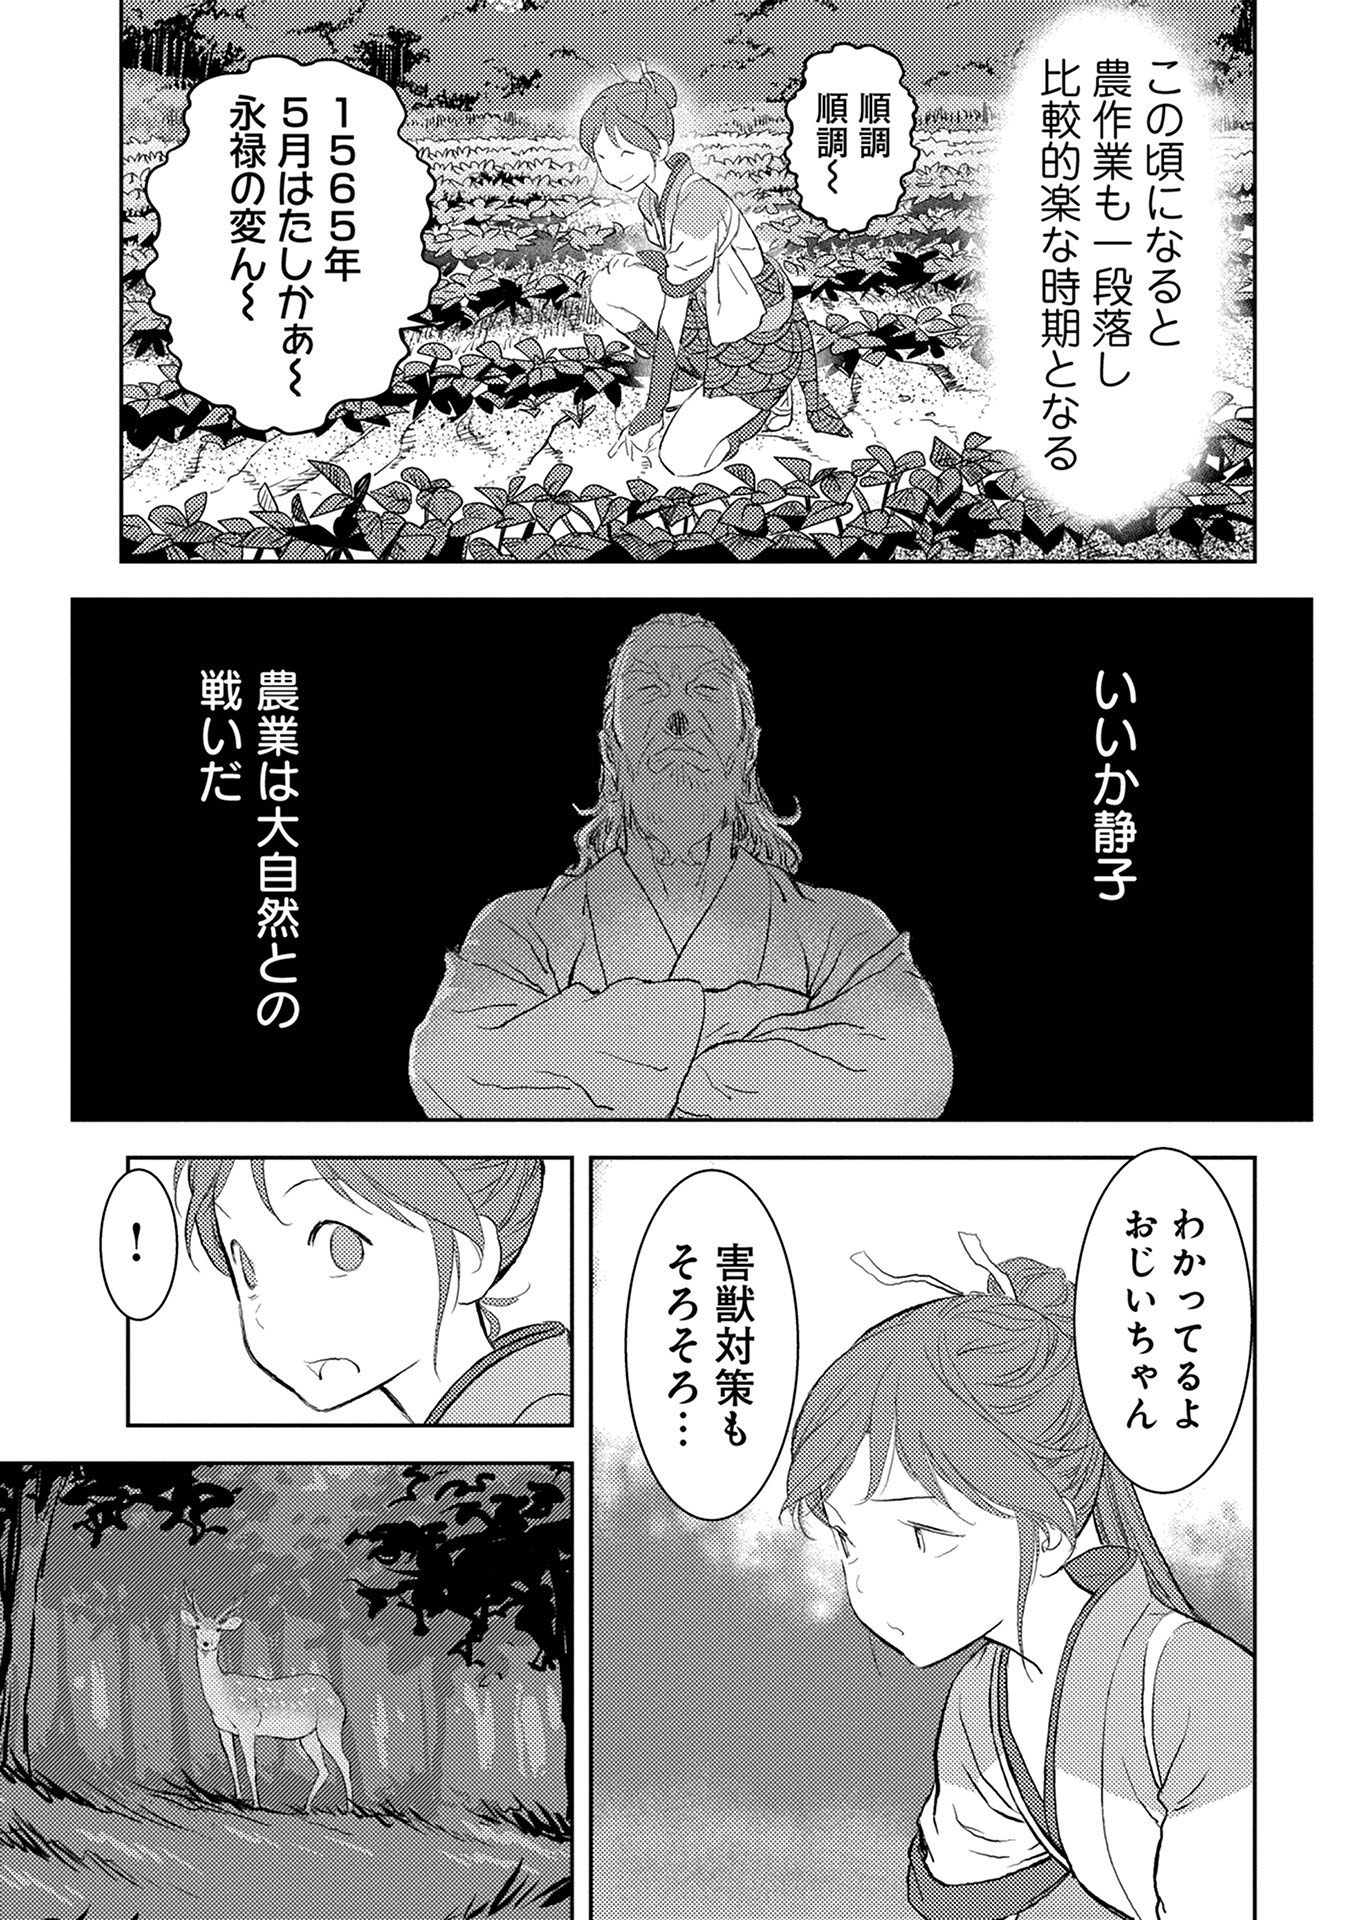 この頃になると
農作業も一段落し
比較的楽な時期となる
順調
順調～
１５６５年
５月はたしかぁ～
永禄の変ん～
いいか静子
農業は大自然との
戦いだ
わかってるよ
おじいちゃん
害獣対策も
そろそろ…
！